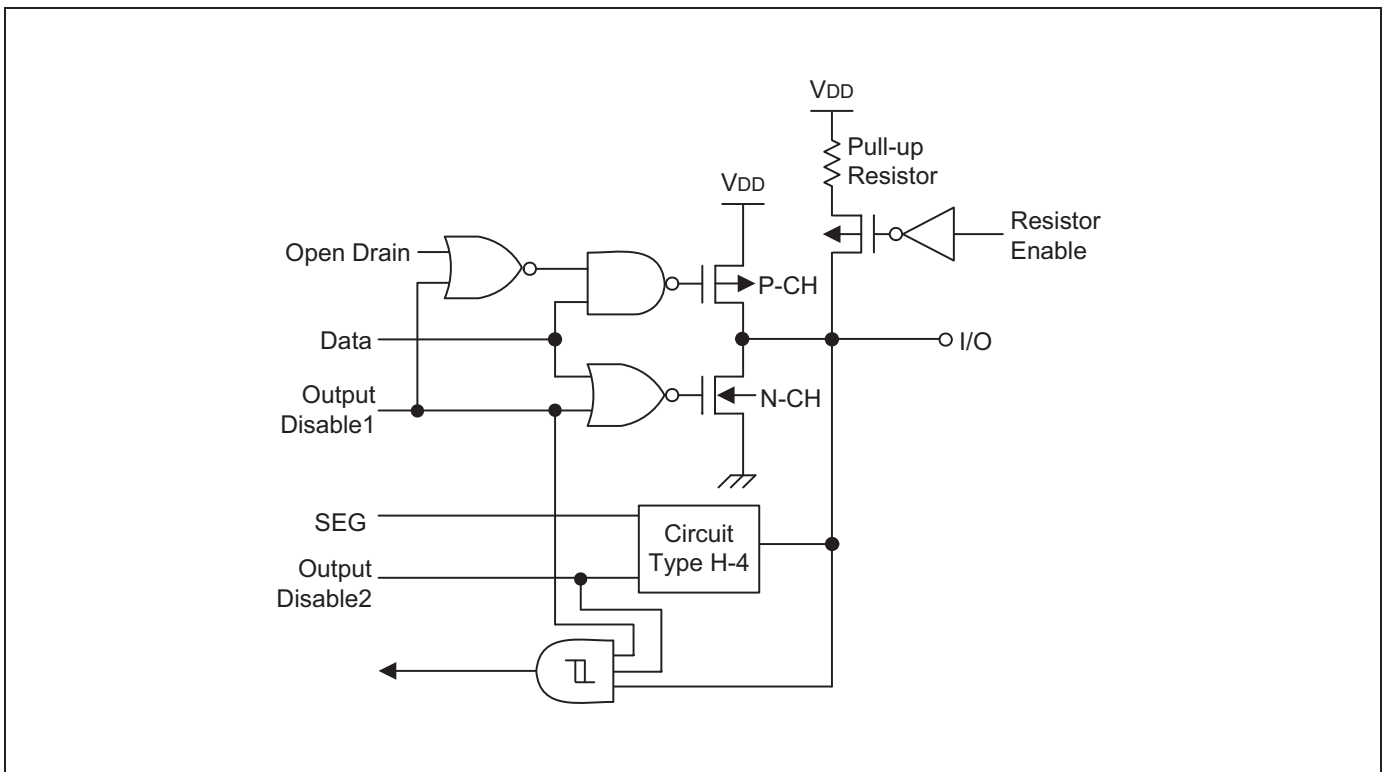 VDD
Pull-up
Resistor
VDD
Resistor
Enable
Open Drain
P-CH
Data
I/O
Output
Disable1
N-CH
SEG
Circuit
Type H-4
Output
Disable2